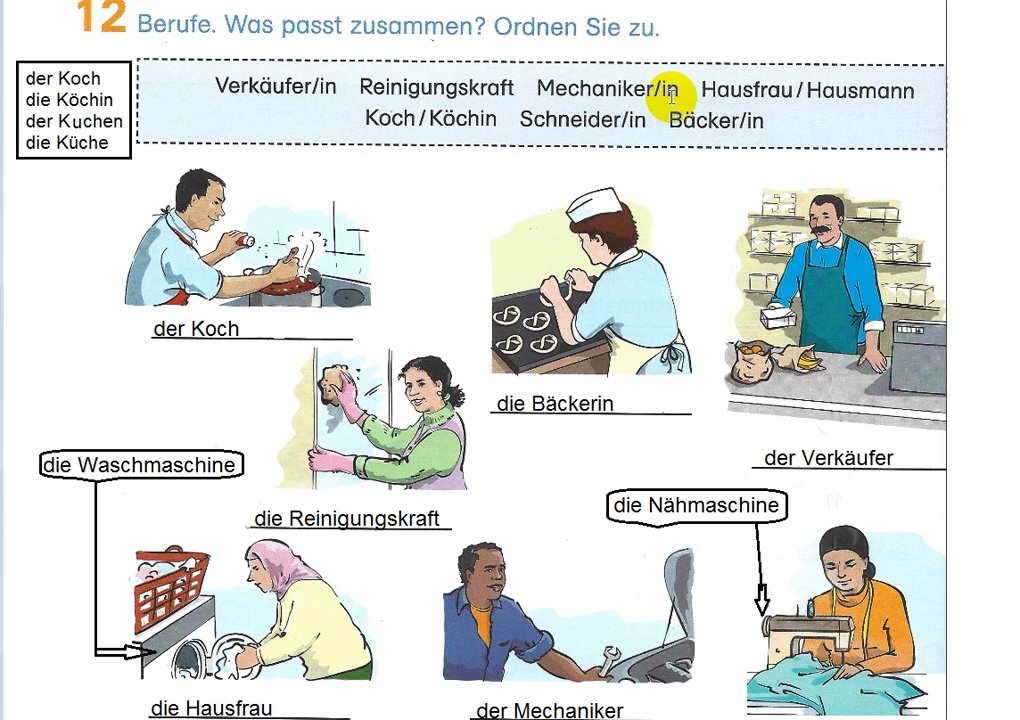 12 Berufe. Was passt zusammen? Ordnen Sie zu.
der Koch
die Köchin
der Kuchen
die Küche
Verkäufer/in Reinigungskraft Mechaniker/in Hausfrau / Hausmann
Koch / Köchin Schneider/in Bäcker/in
der Koch
die Bäckerin
der Verkäufer
die Waschmaschine
die Reinigungskraft
die Nähmaschine
die Hausfrau
der Mechaniker